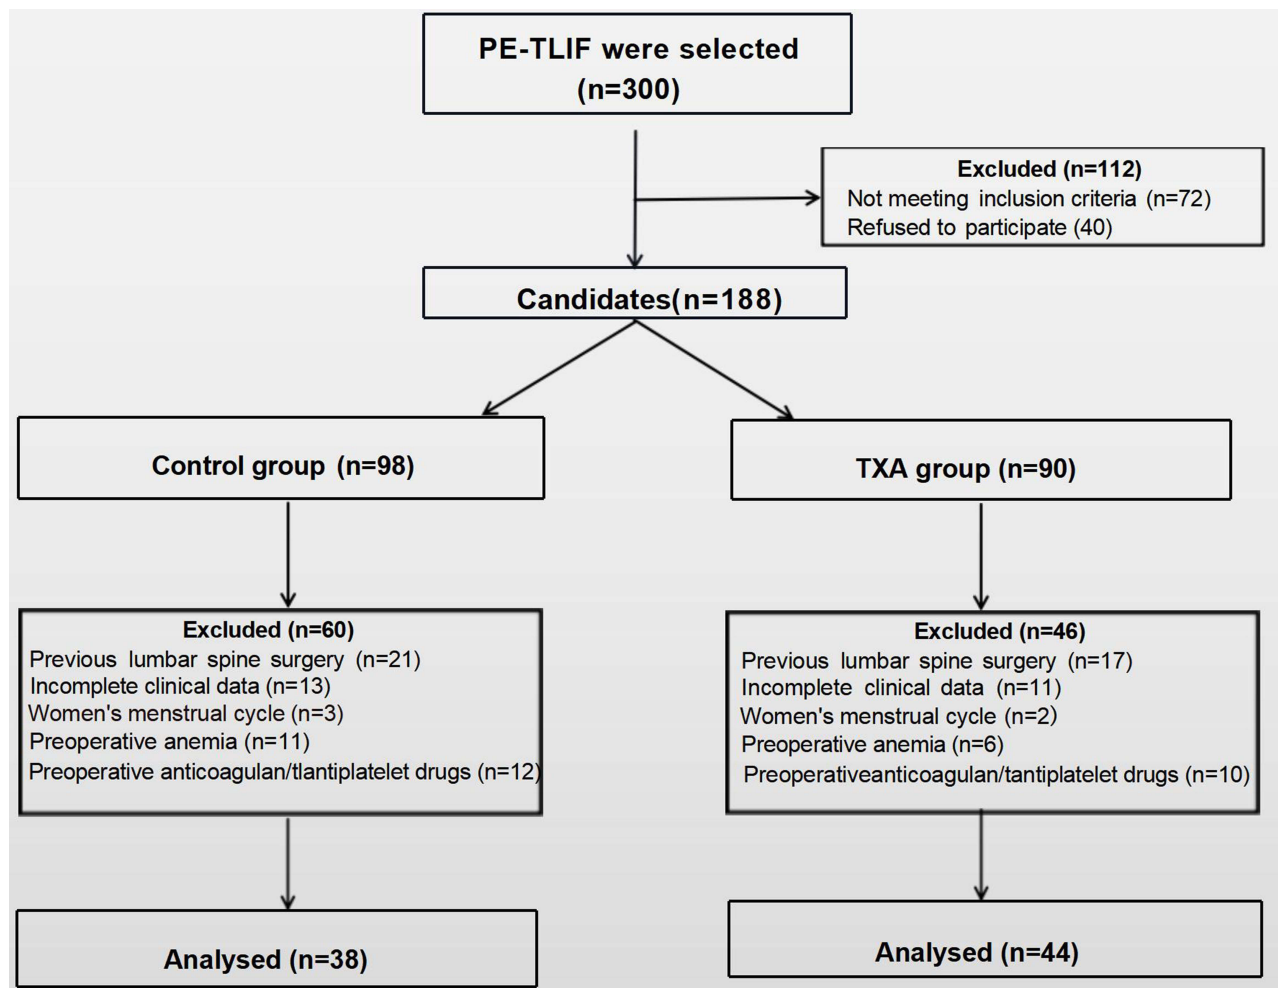 PE-TLIF were selected
(n=300)
Excluded (n=112)
Not meeting inclusion criteria (n=72)
Refused to participate (40)
Candidates(n=188)
Control group (n=98)
TXA group (n=90)
Excluded (n=60)
Previous lumbar spine surgery (n=21)
Incomplete clinical data (n=13)
Women's menstrual cycle (n=3)
Preoperative anemia (n=11)
Preoperative anticoagulan/tlantiplatelet drugs (n=12)
Excluded (n=46)
Previous lumbar spine surgery (n=17)
Incomplete clinical data (n=11)
Women's menstrual cycle (n=2)
Preoperative anemia (n=6)
Preoperativeanticoagulan/tantiplatelet drugs (n=10)
Analysed (n=38)
Analysed (n=44)